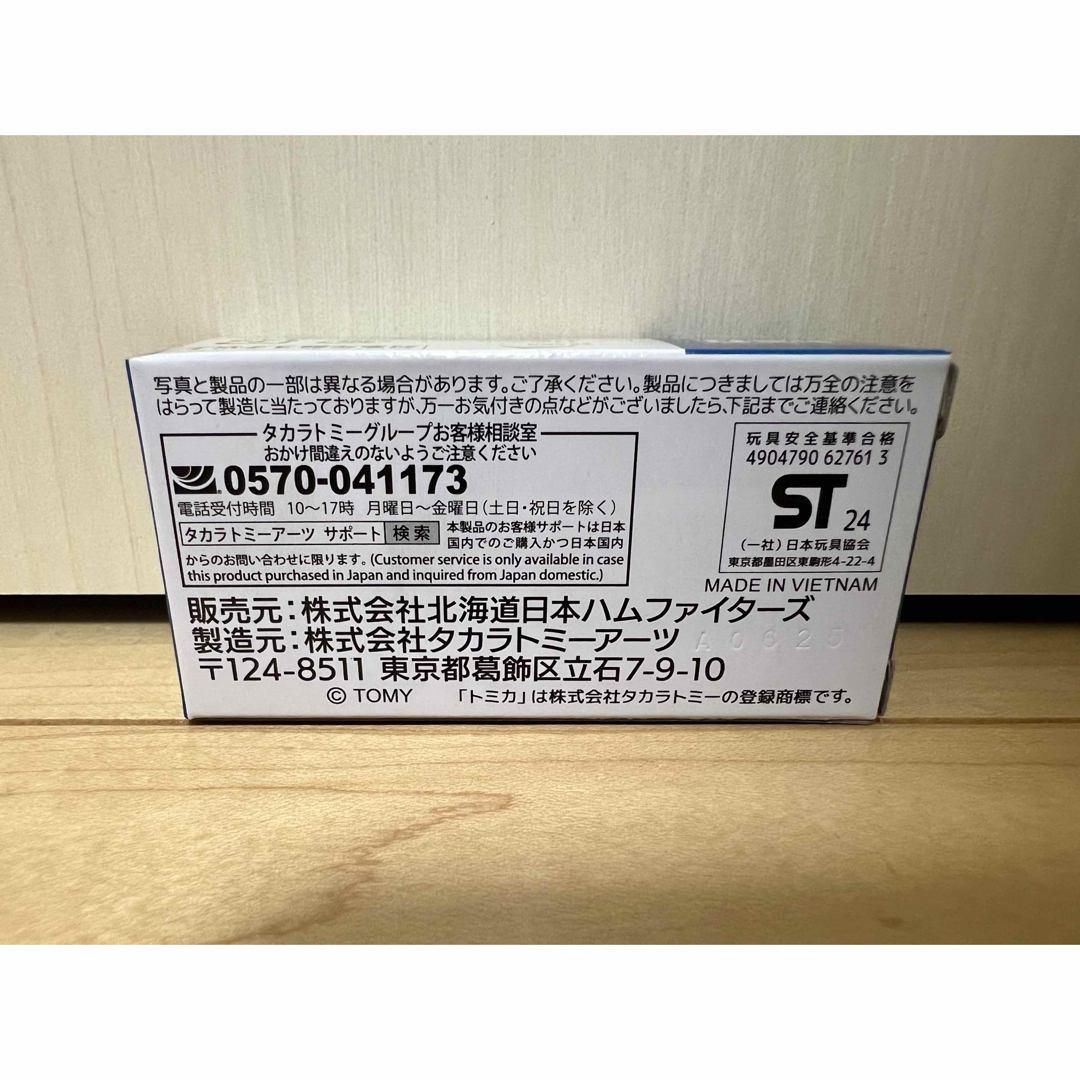 写真と製品の一部は異なる場合があります。ご了承ください。製品につきましては万全の注意を
はらって製造に当たっておりますが、万一お気付きの点などがございましたら、下記までご連絡ください。
タカラトミーグループお客様相談室
おかけ間違えのないようご注意ください
0570-041173
電話受付時間 10〜17時 月曜日〜金曜日(土日・祝日を除く)
タカラトミーアーツ サポート 検索
本製品のお客様サポートは日本
国内でのご購入かつ日本国内
からのお問い合わせに限ります。(Customer service is only available in case
this product purchased in Japan and inquired from Japan domestic.)
玩具安全基準合格
4904790 62761 3
ST 24
(一社)日本玩具協会
東京都墨田区東駒形4-22-4
MADE IN VIETNAM
販売元:株式会社北海道日本ハムファイターズ
製造元:株式会社タカラトミーアーツ
A0625
〒124-8511 東京都葛飾区立石7-9-10
© TOMY 「トミカ」は株式会社タカラトミーの登録商標です。